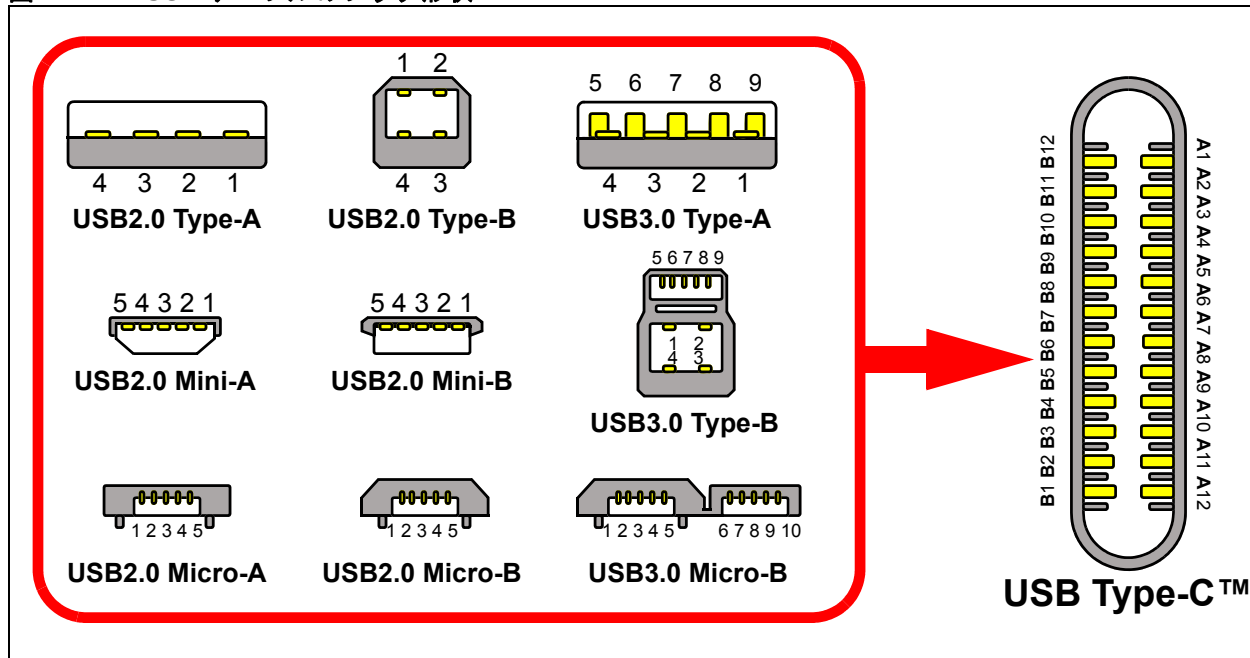 1 2
5 6 7 8 9
4 3 2 1
4 3
4 3 2 1
USB2.0 Type-A
USB2.0 Type-B
USB3.0 Type-A
5 6 7 8 9
5 4 3 2 1
5 4 3 2 1
1 2
4 3
USB2.0 Mini-A
USB2.0 Mini-B
USB3.0 Type-B
1 2 3 4 5
1 2 3 4 5
1 2 3 4 5
6 7 8 9 10
USB2.0 Micro-A
USB2.0 Micro-B
USB3.0 Micro-B
B1 B2 B3 B4 B5 B6 B7 B8 B9 B10 B11 B12
A1 A2 A3 A4 A5 A6 A7 A8 A9 A10 A11 A12
USB Type-C™